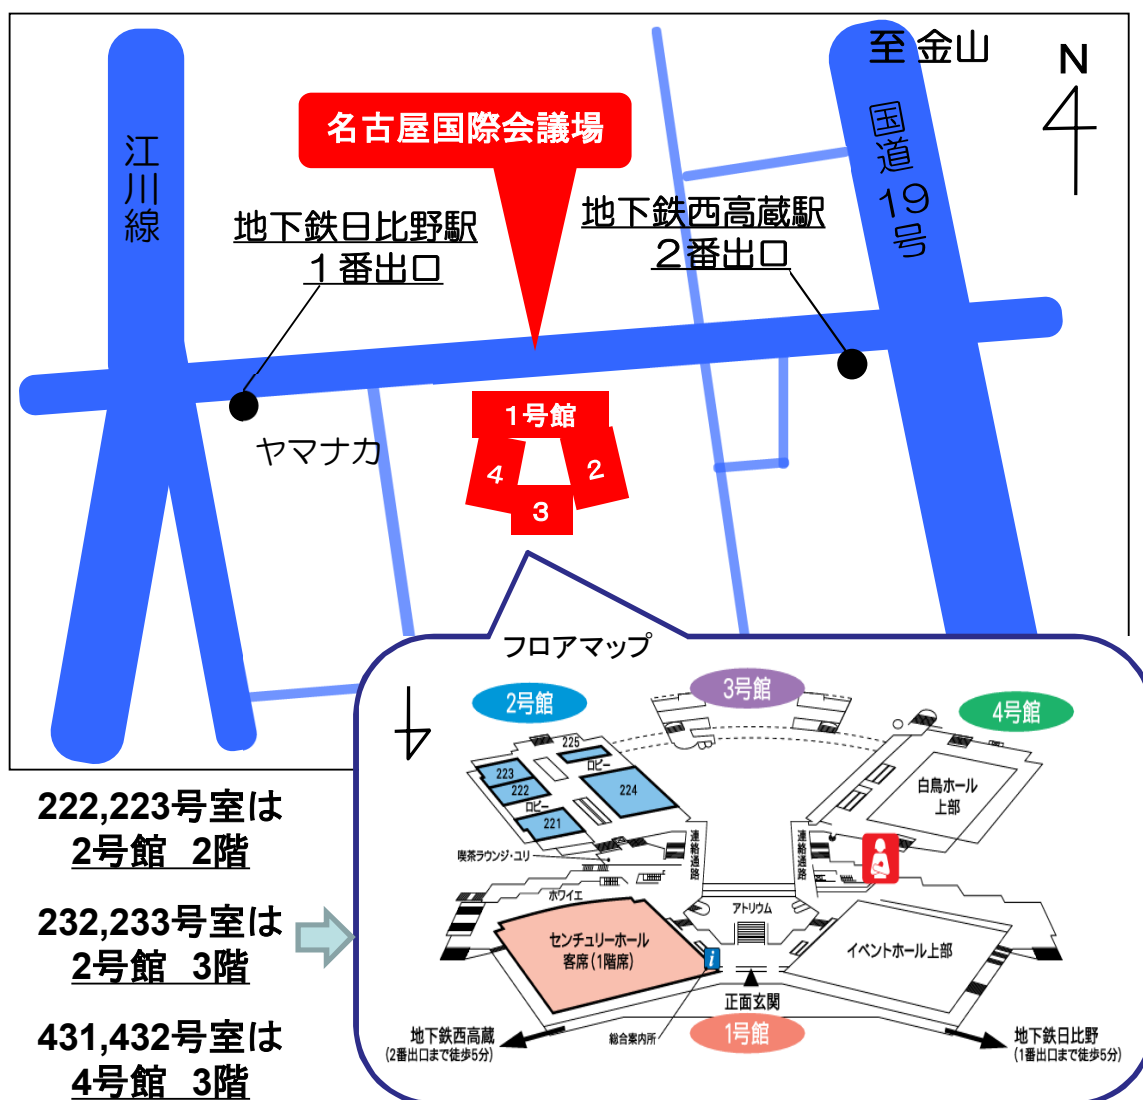 至 金山
N
名古屋国際会議場
江川線
国道19号
地下鉄日比野駅
１番出口
地下鉄西高蔵駅
２番出口
1号館
4
2
3
ヤマナカ
フロアマップ
2号館
3号館
4号館
225
ロビー
223
222
224
ロビー
221
白鳥ホール
上部
喫茶ラウンジ・ユリ
連絡通路
連絡通路
ホワイエ
アトリウム
センチュリーホール
客席(1階席)
イベントホール上部
i
正面玄関
総合案内所
1号館
地下鉄西高蔵
(2番出口まで徒歩5分)
地下鉄日比野
(1番出口まで徒歩5分)
222,223号室は
2号館 2階
232,233号室は
2号館 3階
431,432号室は
4号館 3階